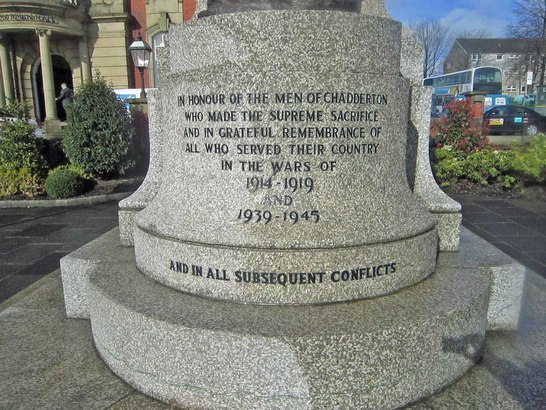 IN HONOUR OF THE MEN OF CHADDERTON
WHO MADE THE SUPREME SACRIFICE
AND IN GRATEFUL REMEMBRANCE OF
ALL WHO SERVED THEIR COUNTRY
IN THE WARS OF
1914-1919
AND
1939-1945
AND IN ALL SUBSEQUENT CONFLICTS